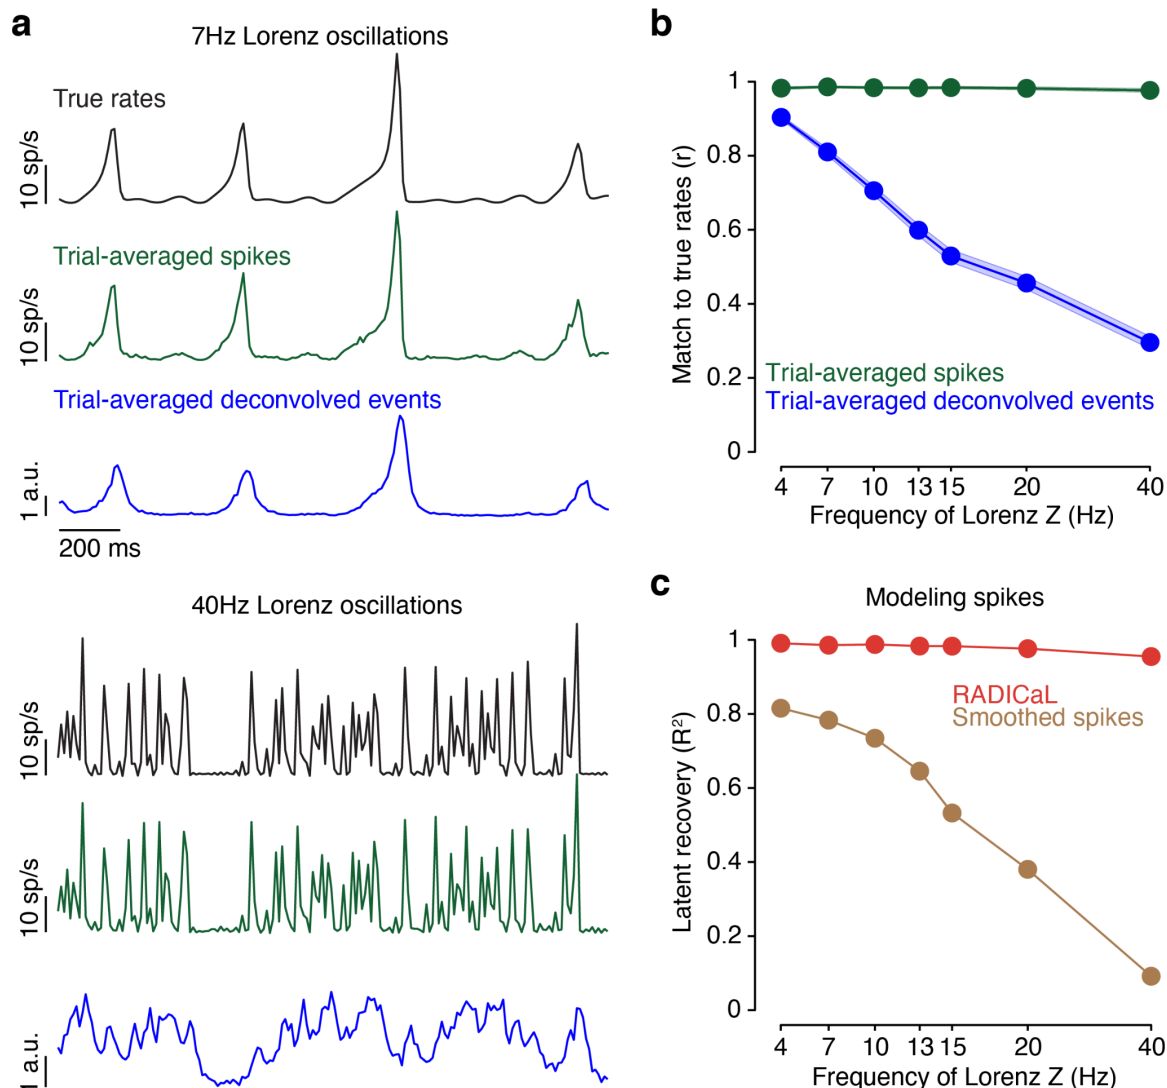 a
7Hz Lorenz oscillations
True rates
10 sp/s
Trial-averaged spikes
10 sp/s
Trial-averaged deconvolved events
1 a.u.
200 ms
40Hz Lorenz oscillations
10 sp/s
10 sp/s
1 a.u.
b
Match to true rates (r)
1
0.8
0.6
0.4
0.2
0
Trial-averaged spikes
Trial-averaged deconvolved events
4 7 10 13 15 20 40
Frequency of Lorenz Z (Hz)
c
Modeling spikes
Latent recovery (R²)
1
0.8
0.6
0.4
0.2
0
RADICaL
Smoothed spikes
4 7 10 13 15 20 40
Frequency of Lorenz Z (Hz)